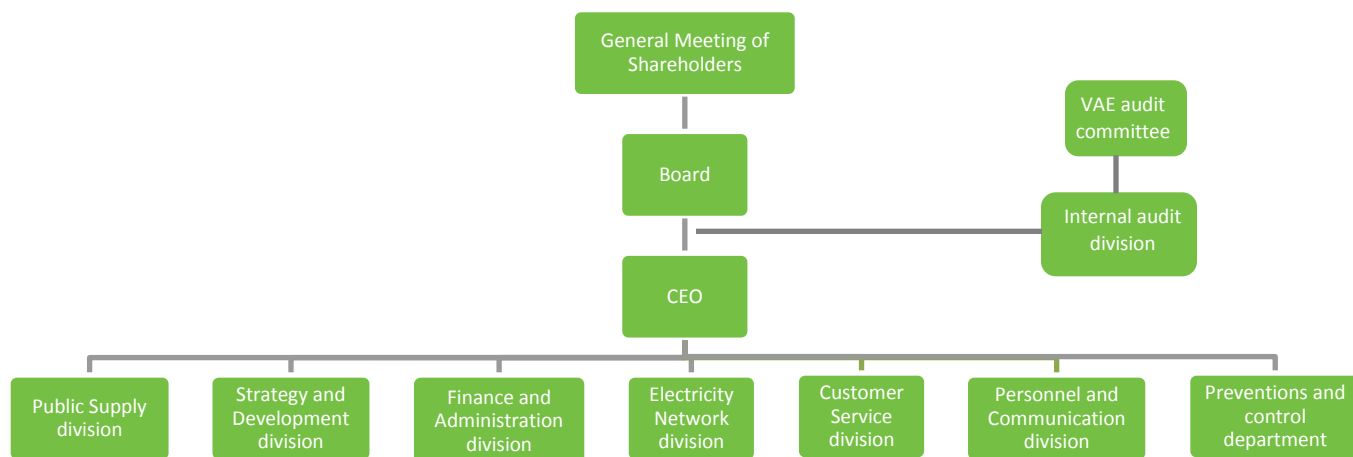 General Meeting of
Shareholders
VAE audit
committee
Board
Internal audit
division
CEO
Public Supply
division
Strategy and
Development
division
Finance and
Administration
division
Electricity
Network
division
Customer
Service
division
Personnel and
Communication
division
Preventions and
control
department